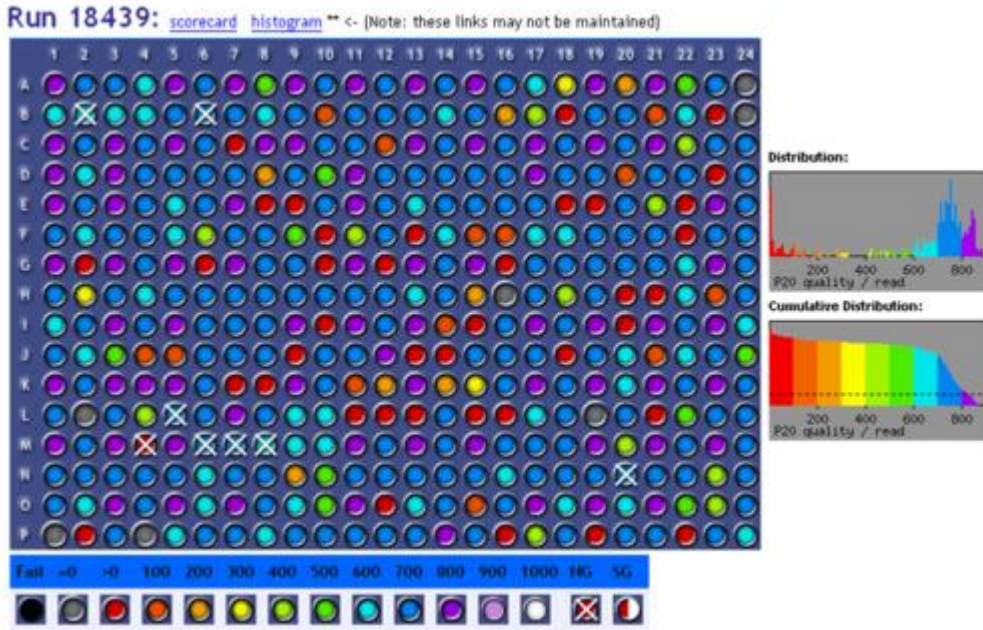 Run 18439: scorecard histogram ** <- (Note: these links may not be maintained)
1 2 3 4 5 6 7 8 9 10 11 12 13 14 15 16 17 18 19 20 21 22 23 24
A
B
C
D
E
F
G
H
I
J
K
L
M
N
O
P
Distribution:
200 400 600 800
P20 quality / read
Cumulative Distribution:
200 400 600 800
P20 quality / read
Fail =0 >0 100 200 300 400 500 600 700 800 900 1000 NG SG